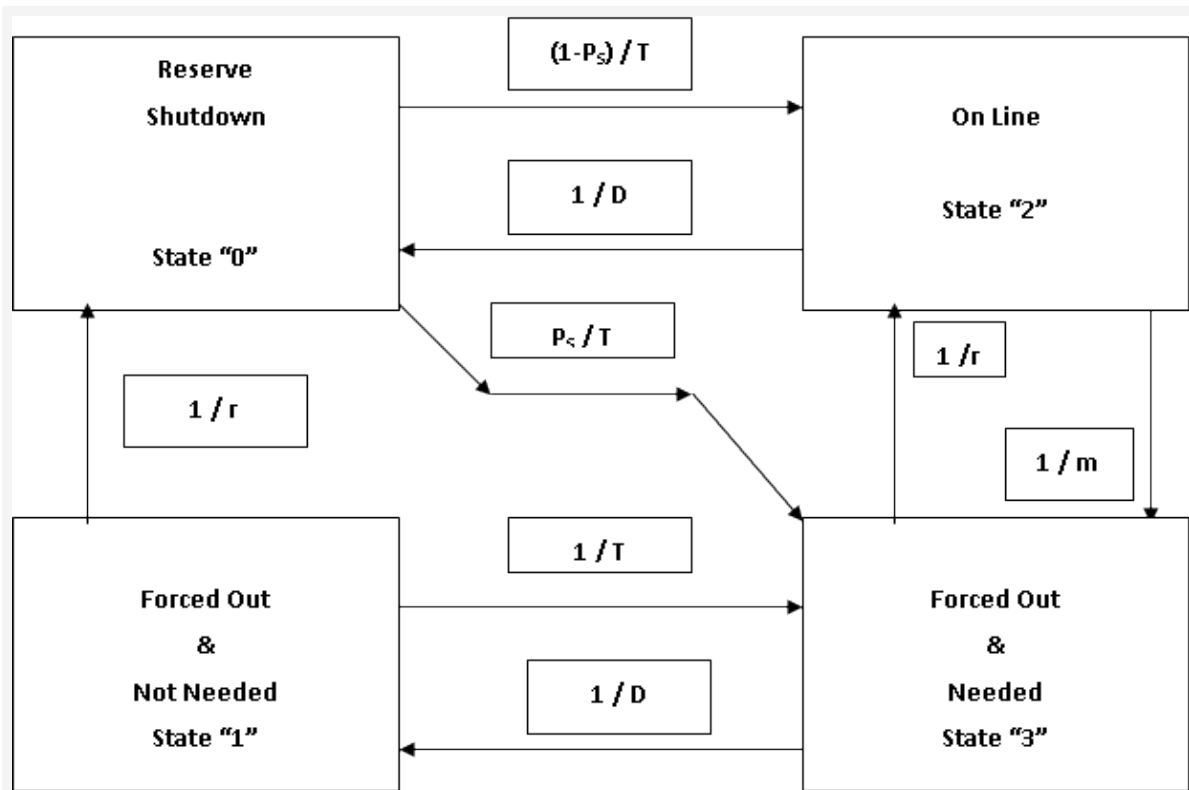 Reserve
Shutdown
State “0”
(1-PS) / T
On Line
State “2”
1 / D
PS / T
1 / r
1 /r
1 / m
Forced Out
&
Not Needed
State “1”
1 / T
1 / D
Forced Out
&
Needed
State “3”